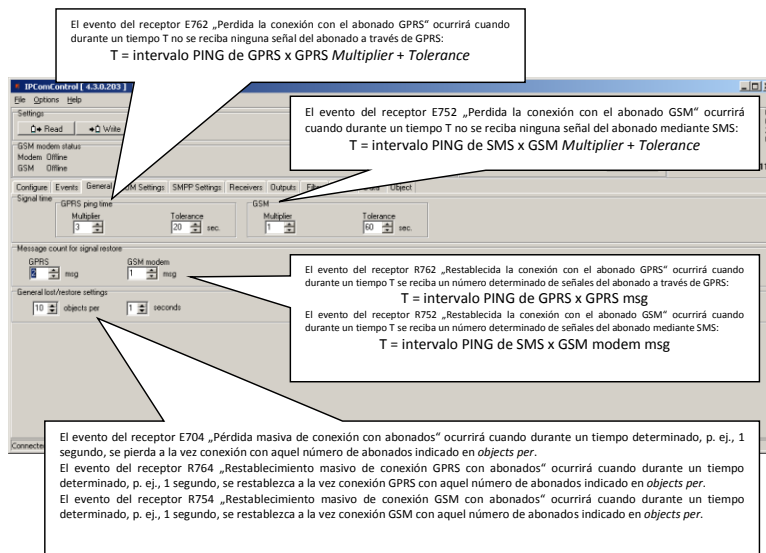 El evento del receptor E762 „Perdida la conexión con el abonado GPRS“ ocurrirá cuando
durante un tiempo T no se reciba ninguna señal del abonado a través de GPRS:
T = intervalo PING de GPRS x GPRS Multiplier + Tolerance
IPComControl [ 4.3.0.203 ]
File Options Help
Settings
Read Write
GSM modem status
Modem Offline
GSM Offline
El evento del receptor E752 „Perdida la conexión con el abonado GSM“ ocurrirá
cuando durante un tiempo T no se reciba ninguna señal del abonado mediante SMS:
T = intervalo PING de SMS x GSM Multiplier + Tolerance
Configure Events General Settings SMPP Settings Receivers Outputs Object
Signal time
GPRS ping time GSM
Multiplier Tolerance Multiplier Tolerance
3 20 sec. 1 60 sec.
Message count for signal restore
GPRS GSM modem
2 msg 1 msg
General lost/restore settings
10 objects per 1 seconds
El evento del receptor R762 „Restablecida la conexión con el abonado GPRS“ ocurrirá cuando
durante un tiempo T se reciba un número determinado de señales del abonado a través de GPRS:
T = intervalo PING de GPRS x GPRS msg
El evento del receptor R752 „Restablecida la conexión con el abonado GSM“ ocurrirá cuando
durante un tiempo T se reciba un número determinado de señales del abonado mediante SMS:
T = intervalo PING de SMS x GSM modem msg
El evento del receptor E704 „Pérdida masiva de conexión con abonados“ ocurrirá cuando durante un tiempo determinado, p. ej., 1
segundo, se pierda a la vez conexión con aquel número de abonados indicado en objects per.
El evento del receptor R764 „Restablecimiento masivo de conexión GPRS con abonados“ ocurrirá cuando durante un tiempo
determinado, p. ej., 1 segundo, se restablezca a la vez conexión GPRS con aquel número de abonados indicado en objects per.
El evento del receptor R754 „Restablecimiento masivo de conexión GSM con abonados“ ocurrirá cuando durante un tiempo
determinado, p. ej., 1 segundo, se restablezca a la vez conexión GSM con aquel número de abonados indicado en objects per.